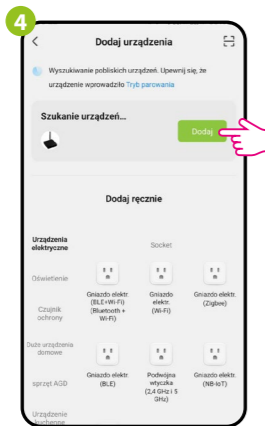 4
Dodaj urządzenia
Wyszukiwanie pobliskich urządzeń. Upewnij się, że
urządzenie wprowadziło Tryb parowania
Szukanie urządzeń...
Dodaj
Dodaj ręcznie
Urządzenia
elektryczne
Socket
Oświetlenie
Gniazdo elektr.
(BLE+Wi-Fi)
(Bluetooth +
Wi-Fi)
Gniazdo
elektr.
(Wi-Fi)
Gniazdo elektr.
(Zigbee)
Czujnik
ochrony
Duże urządzenia
domowe
sprzęt AGD
Gniazdo elektr.
(BLE)
Podwójna
wtyczka
(2,4 GHz i 5
GHz)
Gniazdo elektr.
(NB-IoT)
Urządzenie
kuchenne